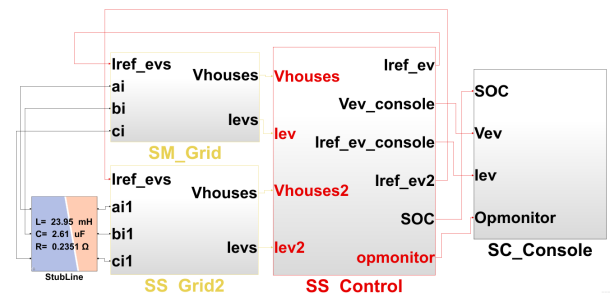 Iref_evs
ai
bi
ci
Vhouses
Ievs
SM_Grid
Iref_evs
ai1
bi1
ci1
Vhouses
Ievs
SS_Grid2
L= 23.95 mH
C= 2.61 uF
R= 0.2351 Ω
StubLine
Vhouses
Iev
Vhouses2
Iev2
Iref_ev
Vev_console
Iref_ev_console
Iref_ev2
SOC
opmonitor
SS_Control
SOC
Vev
Iev
Opmonitor
SC_Console